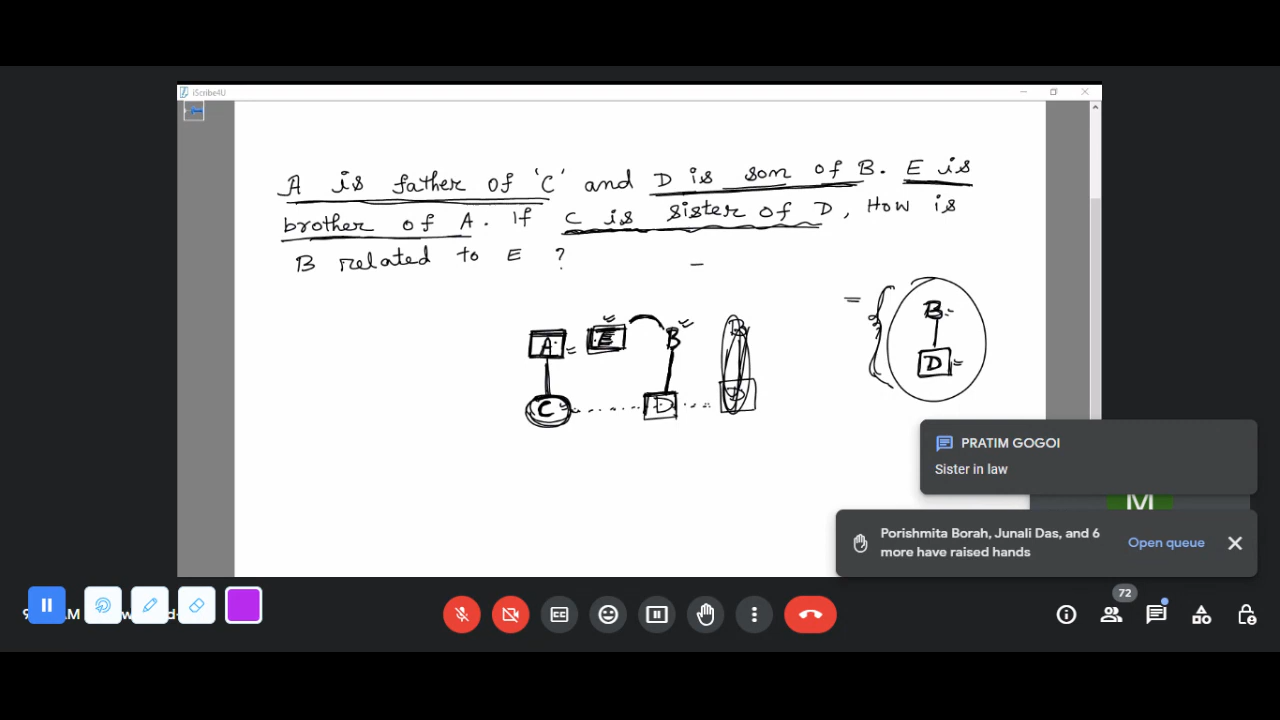 iScribe4U
A is father of 'C' and D is son of B. E is
brother of A. If C is sister of D, How is
B related to E ?
A E B B
C D D
= B
D
PRATIM GOGOI
Sister in law
M
Porishmita Borah, Junali Das, and 6
more have raised hands
Open queue
72